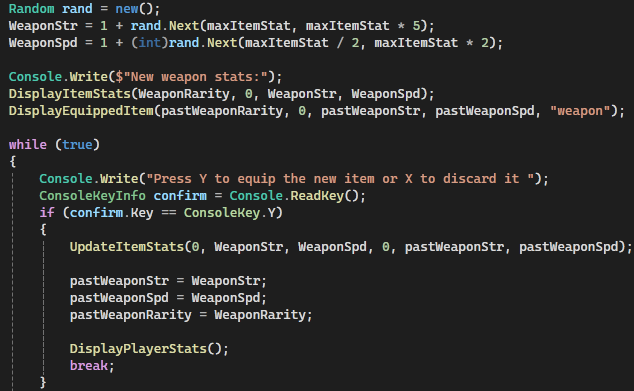 Random rand = new();
WeaponStr = 1 + rand.Next(maxItemStat, maxItemStat * 5);
WeaponSpd = 1 + (int)rand.Next(maxItemStat / 2, maxItemStat * 2);

Console.Write($"New weapon stats:");
DisplayItemStats(WeaponRarity, 0, WeaponStr, WeaponSpd);
DisplayEquippedItem(pastWeaponRarity, 0, pastWeaponStr, pastWeaponSpd, "weapon");

while (true)
{
    Console.Write("Press Y to equip the new item or X to discard it ");
    ConsoleKeyInfo confirm = Console.ReadKey();
    if (confirm.Key == ConsoleKey.Y)
    {
        UpdateItemStats(0, WeaponStr, WeaponSpd, 0, pastWeaponStr, pastWeaponSpd);

        pastWeaponStr = WeaponStr;
        pastWeaponSpd = WeaponSpd;
        pastWeaponRarity = WeaponRarity;

        DisplayPlayerStats();
        break;
    }